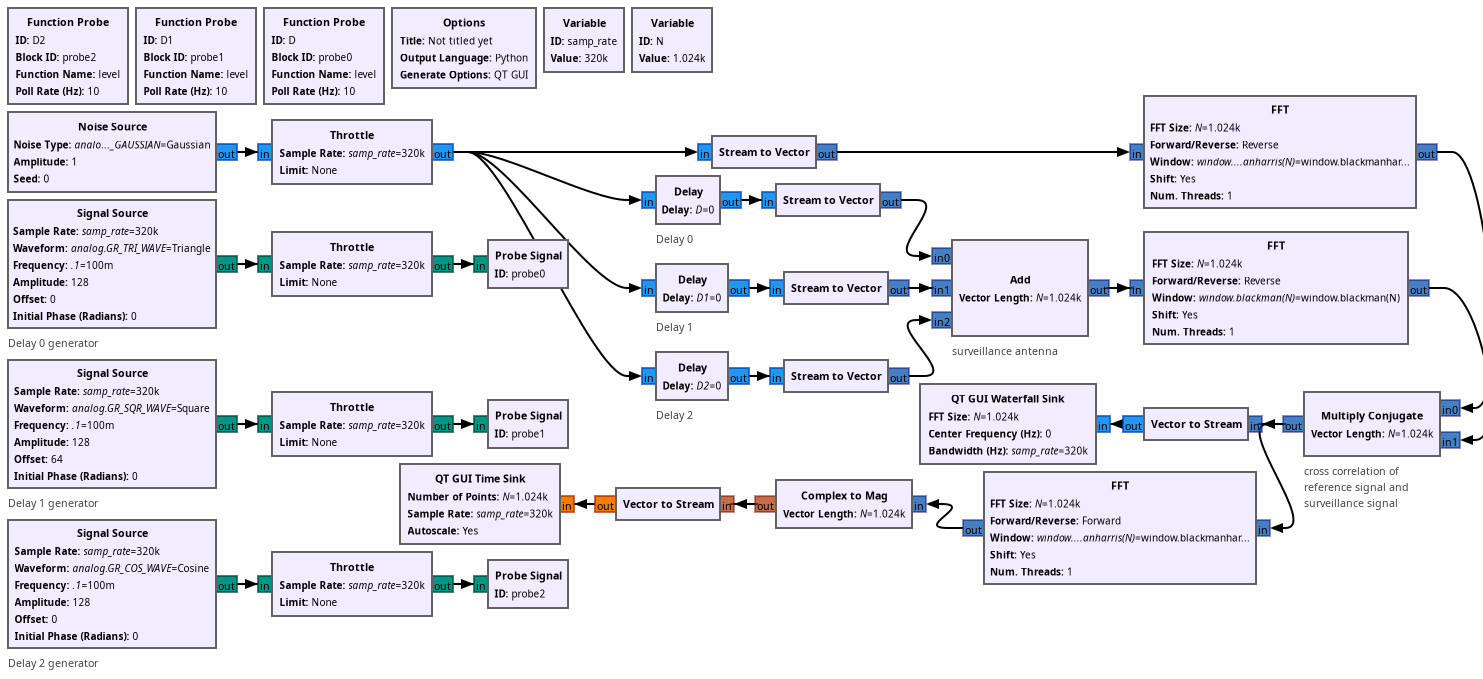 Function Probe
ID: D2
Block ID: probe2
Function Name: level
Poll Rate (Hz): 10
Function Probe
ID: D1
Block ID: probe1
Function Name: level
Poll Rate (Hz): 10
Function Probe
ID: D
Block ID: probe0
Function Name: level
Poll Rate (Hz): 10
Options
Title: Not titled yet
Output Language: Python
Generate Options: QT GUI
Variable
ID: samp_rate
Value: 320k
Variable
ID: N
Value: 1.024k
Noise Source
Noise Type: analo..._GAUSSIAN=Gaussian
Amplitude: 1
Seed: 0
out
in
Throttle
Sample Rate: samp_rate=320k
Limit: None
out
in
Stream to Vector
out
in
FFT
FFT Size: N=1.024k
Forward/Reverse: Reverse
Window: window....anharris(N)=window.blackmanhar...
Shift: Yes
Num. Threads: 1
out
in
Delay
Delay: D=0
out
Delay 0
in
Stream to Vector
out
Signal Source
Sample Rate: samp_rate=320k
Waveform: analog.GR_TRI_WAVE=Triangle
Frequency: .1=100m
Amplitude: 128
Offset: 0
Initial Phase (Radians): 0
out
Delay 0 generator
in
Throttle
Sample Rate: samp_rate=320k
Limit: None
out
in
Probe Signal
ID: probe0
in
Delay
Delay: D1=0
out
Delay 1
in
Stream to Vector
out
in0
in1
in2
Add
Vector Length: N=1.024k
out
surveillance antenna
in
FFT
FFT Size: N=1.024k
Forward/Reverse: Reverse
Window: window.blackman(N)=window.blackman(N)
Shift: Yes
Num. Threads: 1
out
in
Delay
Delay: D2=0
out
Delay 2
in
Stream to Vector
out
Signal Source
Sample Rate: samp_rate=320k
Waveform: analog.GR_SQR_WAVE=Square
Frequency: .1=100m
Amplitude: 128
Offset: 64
Initial Phase (Radians): 0
out
Delay 1 generator
in
Throttle
Sample Rate: samp_rate=320k
Limit: None
out
in
Probe Signal
ID: probe1
QT GUI Waterfall Sink
FFT Size: N=1.024k
Center Frequency (Hz): 0
Bandwidth (Hz): samp_rate=320k
in
out
Vector to Stream
in
out
Multiply Conjugate
Vector Length: N=1.024k
in0
in1
cross correlation of
reference signal and
surveillance signal
QT GUI Time Sink
Number of Points: N=1.024k
Sample Rate: samp_rate=320k
Autoscale: Yes
in
out
Vector to Stream
in
out
Complex to Mag
Vector Length: N=1.024k
in
out
FFT
FFT Size: N=1.024k
Forward/Reverse: Forward
Window: window....anharris(N)=window.blackmanhar...
Shift: Yes
Num. Threads: 1
in
Signal Source
Sample Rate: samp_rate=320k
Waveform: analog.GR_COS_WAVE=Cosine
Frequency: .1=100m
Amplitude: 128
Offset: 0
Initial Phase (Radians): 0
out
Delay 2 generator
in
Throttle
Sample Rate: samp_rate=320k
Limit: None
out
in
Probe Signal
ID: probe2